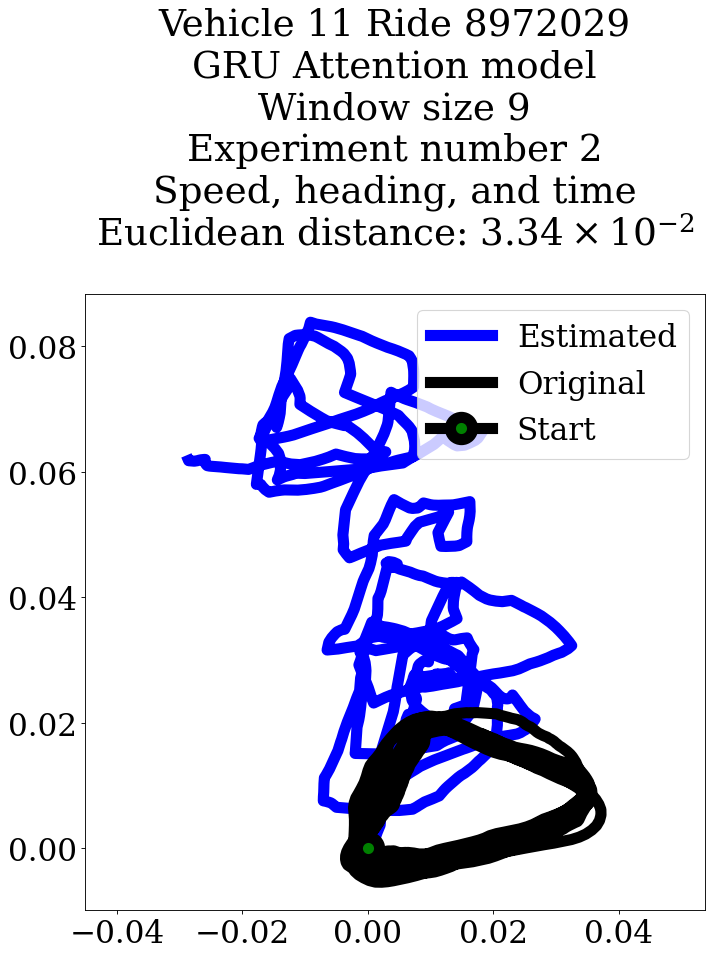 Vehicle 11 Ride 8972029
GRU Attention model
Window size 9
Experiment number 2
Speed, heading, and time
Euclidean distance: 3.34 × 10⁻²
Estimated
Original
Start
0.08
0.06
0.04
0.02
0.00
−0.04 −0.02 0.00 0.02 0.04